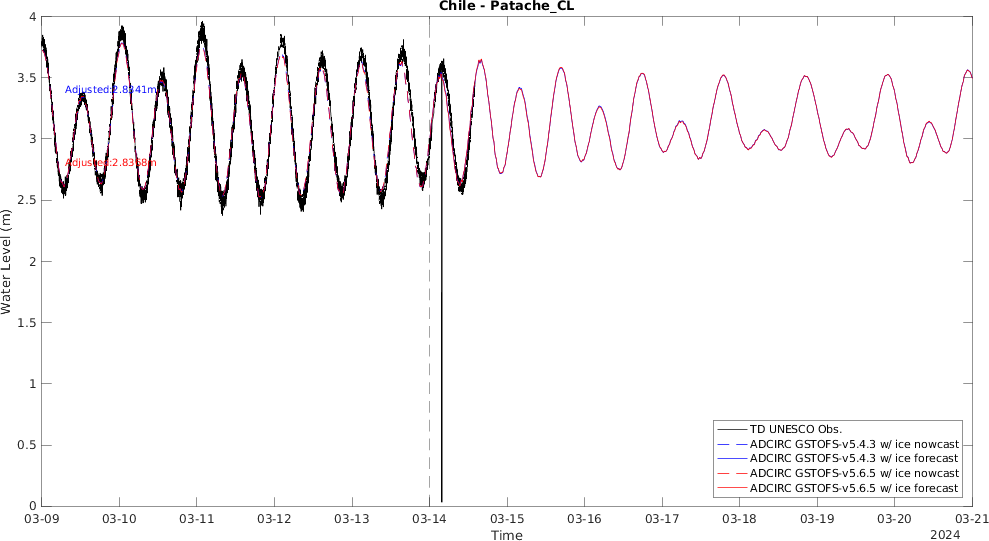 Chile - Patache_CL
4
3.5
3
2.5
2
1.5
1
0.5
0
Water Level (m)
Adjusted:2.8341m
Adjusted:2.8368m
TD UNESCO Obs.
ADCIRC GSTOFS-v5.4.3 w/ ice nowcast
ADCIRC GSTOFS-v5.4.3 w/ ice forecast
ADCIRC GSTOFS-v5.6.5 w/ ice nowcast
ADCIRC GSTOFS-v5.6.5 w/ ice forecast
03-09 03-10 03-11 03-12 03-13 03-14 03-15 03-16 03-17 03-18 03-19 03-20 03-21
Time
2024